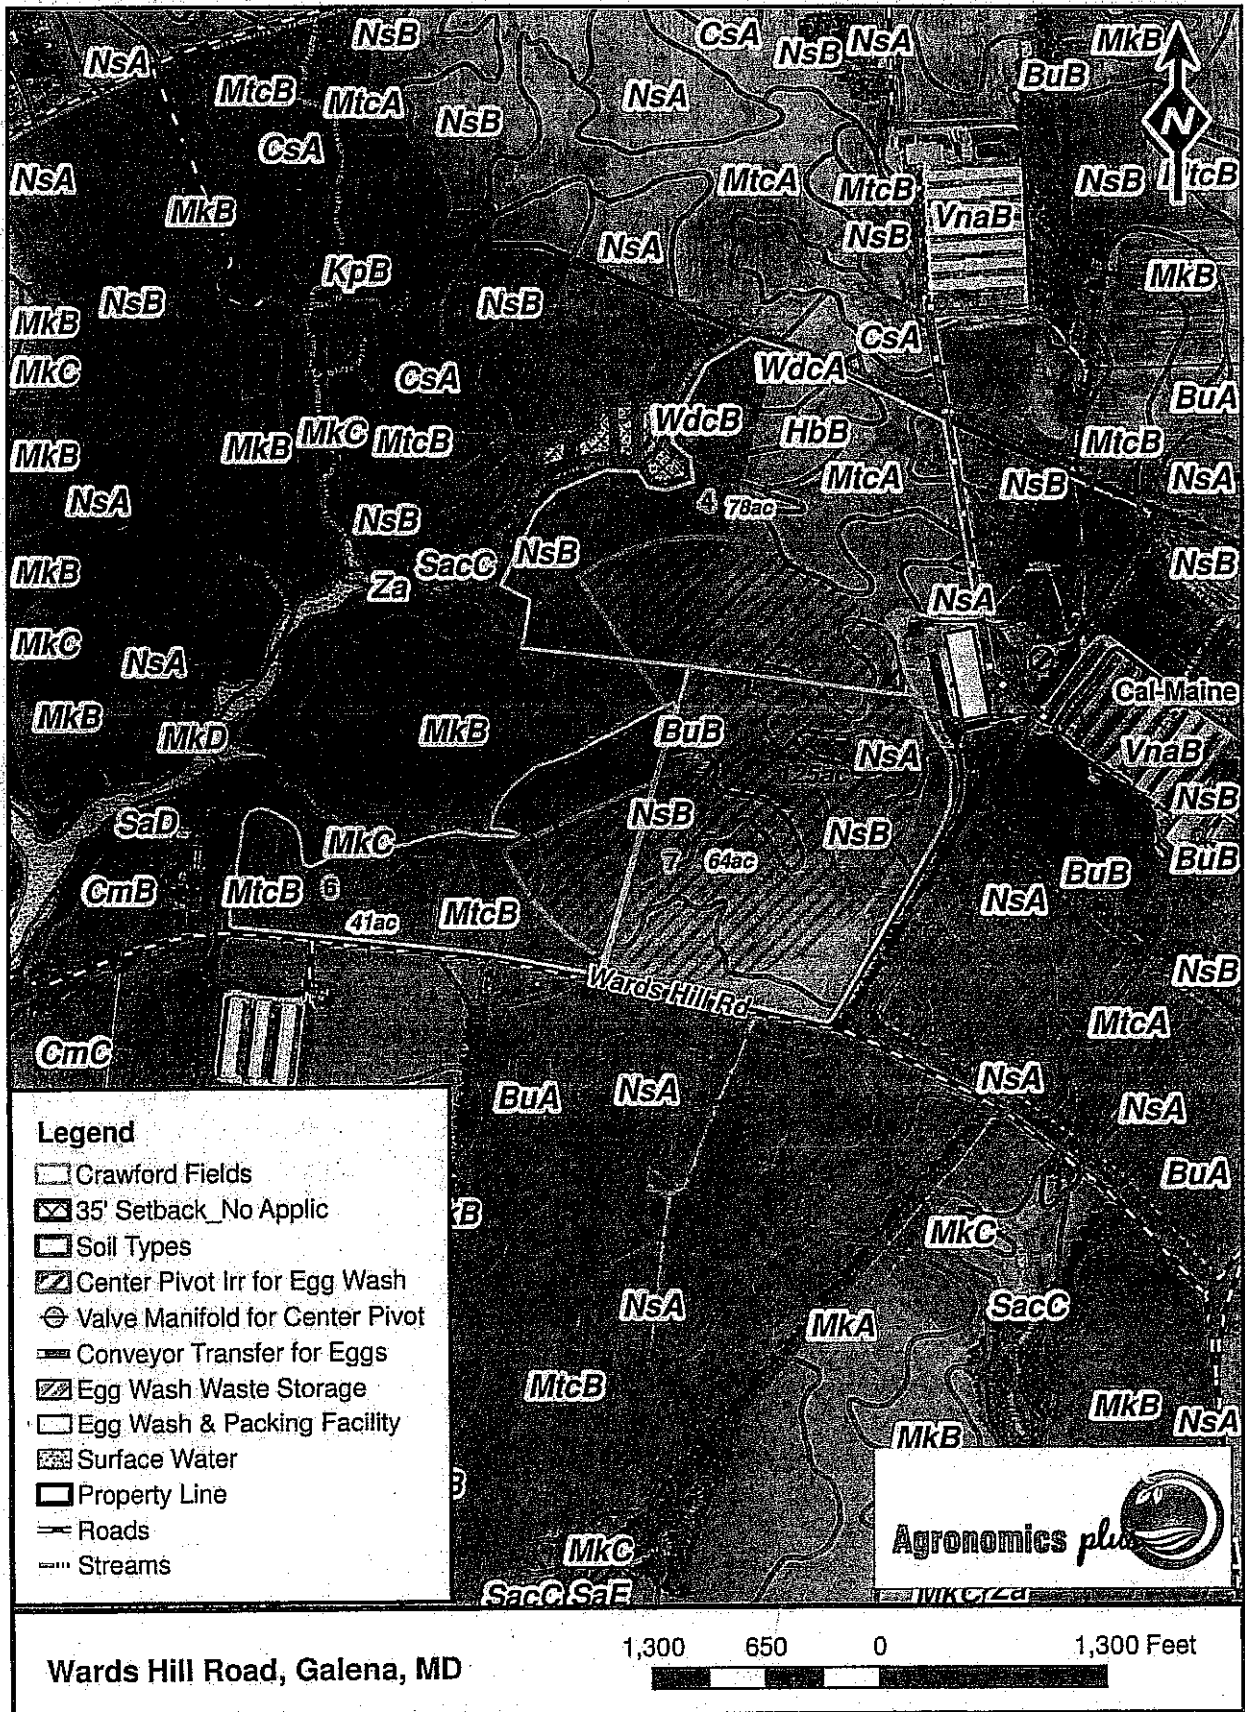 NsB
CsA
NsB
NsA
MkB
NsA
BuB
MtcB
MtcA
NsB
NsA
N
CsA
NsA
MkB
MtcA
MtcB
NsB
VnaB
NsB
NsA
KpB
NsB
NsB
MkB
MkB
CsA
MkC
CsA
WdcA
BuA
MkB
MkB
MkC
MtcB
WdcB
HbB
MtcB
NsA
NsB
MtcA
NsB
NsA
4
78ac
MkB
Za
SacC
NsB
NsB
NsA
MkC
NsA
Cal-Maine
MkB
MkD
MkB
BuB
NsA
VnaB
SaD
MkC
NsB
NsB
NsB
BuB
CmB
MtcB
6
41ac
MtcB
7
64ac
BuB
NsA
Wards Hill Rd
NsB
MtcA
CmC
BuA
NsA
NsA
NsA
BuA
MkC
NsA
MkA
SacC
MtcB
MkB
NsA
MkB
MkC
SacC SaE
MkC Za
Legend
Crawford Fields
35' Setback_No Applic
Soil Types
Center Pivot Irr for Egg Wash
Valve Manifold for Center Pivot
Conveyor Transfer for Eggs
Egg Wash Waste Storage
Egg Wash & Packing Facility
Surface Water
Property Line
Roads
Streams
Agronomics plus
Wards Hill Road, Galena, MD
1,300 650 0 1,300 Feet